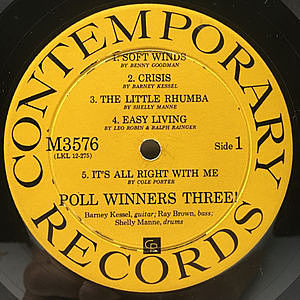 CONTEMPORARY
1. SOFT WINDS
BY BENNY GOODMAN
2. CRISIS
BY BARNEY KESSEL
3. THE LITTLE RHUMBA
BY SHELLY MANNE
4. EASY LIVING
BY LEO ROBIN & RALPH RAINGER
M3576
(LKL 12-275)
Side 1
5. IT'S ALL RIGHT WITH ME
BY COLE PORTER
POLL WINNERS THREE!
Barney Kessel, guitar; Ray Brown, bass;
Shelly Manne, drums
RECORDS